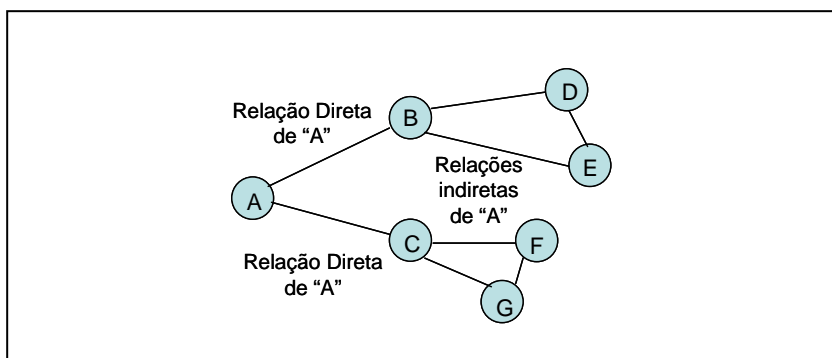 Relação Direta
de “A”
B
D
E
Relações
indiretas
de “A”
A
C
F
Relação Direta
de “A”
G